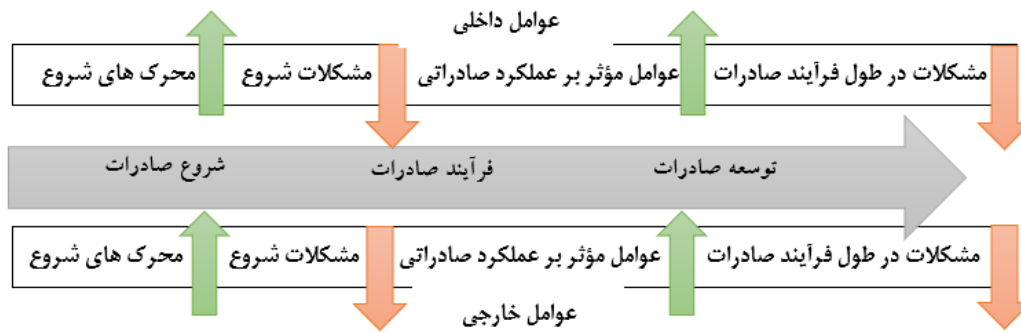 عوامل داخلی
محرک های شروع
مشکلات شروع
عوامل مؤثر بر عملکرد صادراتی
مشکلات در طول فرآیند صادرات
شروع صادرات
فرآیند صادرات
توسعه صادرات
محرک های شروع
مشکلات شروع
عوامل مؤثر بر عملکرد صادراتی
مشکلات در طول فرآیند صادرات
عوامل خارجی